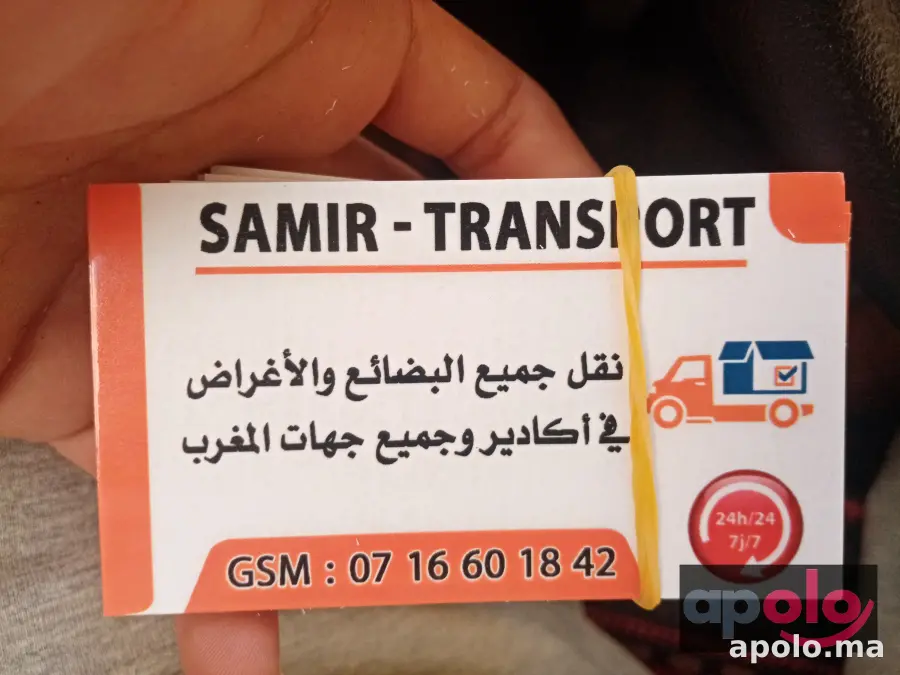 SAMIR - TRANSPORT
نقل جميع البضائع والأغراض
في أكادير وجميع جهات المغرب
24h/24
7j/7
GSM : 07 16 60 18 42
apolo
apolo.ma